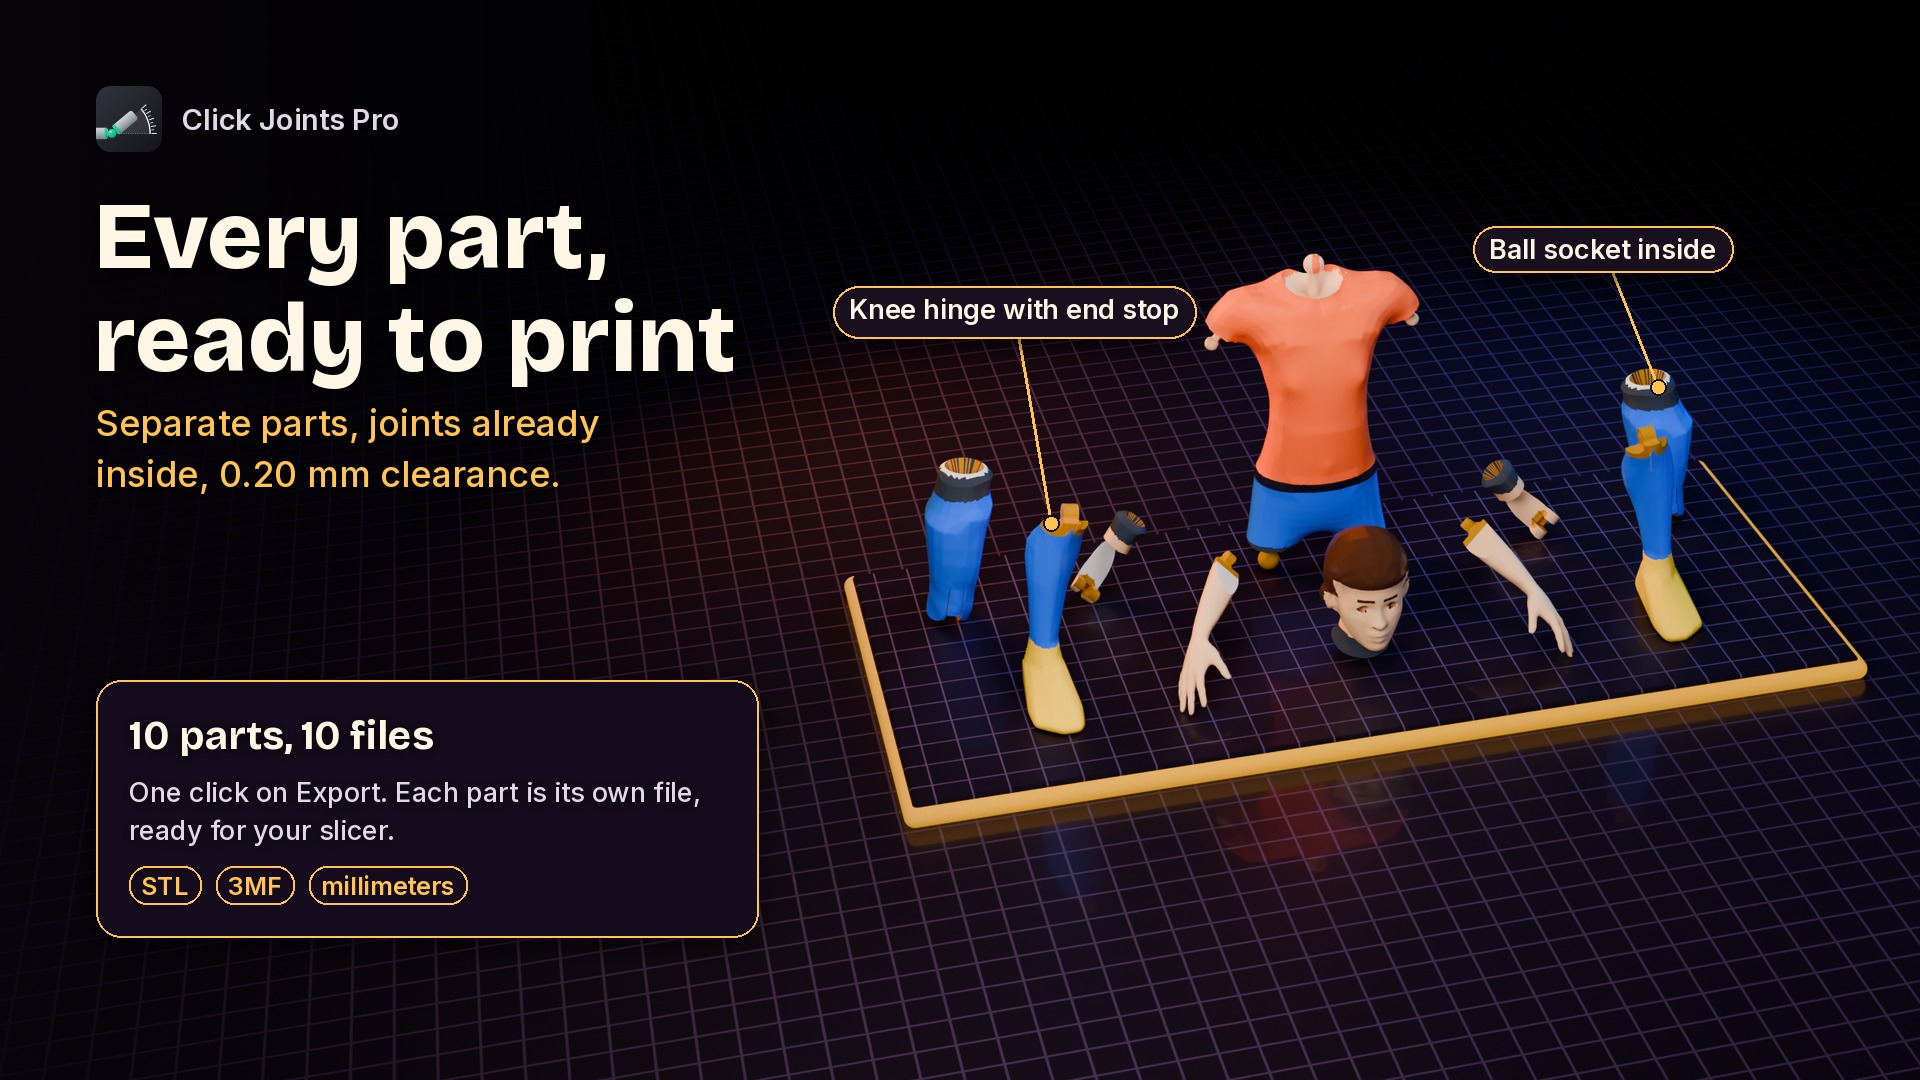 Click Joints Pro
Every part,
ready to print
Separate parts, joints already
inside, 0.20 mm clearance.
Knee hinge with end stop
Ball socket inside
10 parts, 10 files
One click on Export. Each part is its own file,
ready for your slicer.
STL 3MF millimeters